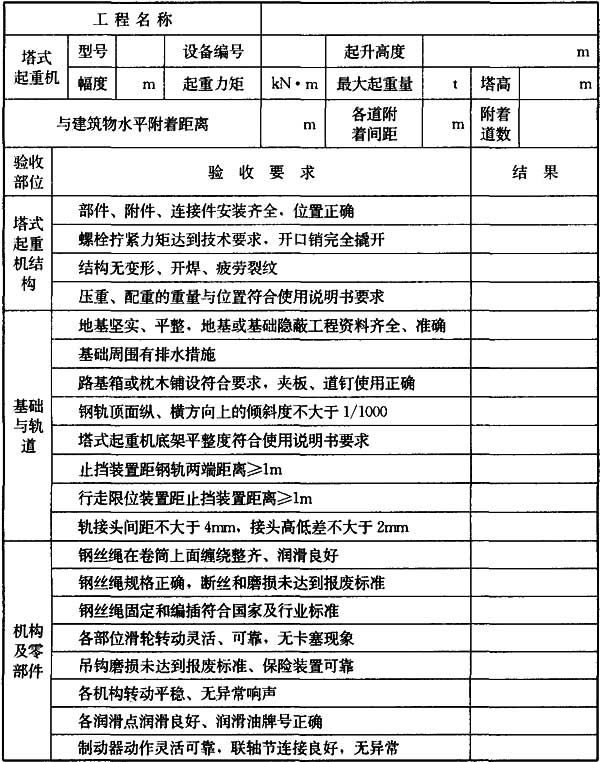 工程名称
塔式起重机 型号 设备编号 起升高度 m
幅度 m 起重力矩 kN·m 最大起重量 t 塔高 m
与建筑物水平附着距离 m 各道附着间距 m 附着道数
验收部位 验收要求 结果
塔式起重机结构
部件、附件、连接件安装齐全，位置正确
螺栓拧紧力矩达到技术要求，开口销完全撬开
结构无变形、开焊、疲劳裂纹
压重、配重的重量与位置符合使用说明书要求
基础与轨道
地基坚实、平整，地基或基础隐蔽工程资料齐全、准确
基础周围有排水措施
路基箱或枕木铺设符合要求，夹板、道钉使用正确
钢轨顶面纵、横方向上的倾斜度不大于1/1000
塔式起重机底架平整度符合使用说明书要求
止挡装置距钢轨两端距离≥1m
行走限位装置距止挡装置距离≥1m
轨接头间距不大于4mm，接头高低差不大于2mm
机构及零部件
钢丝绳在卷筒上面缠绕整齐、润滑良好
钢丝绳规格正确，断丝和磨损未达到报废标准
钢丝绳固定和编插符合国家及行业标准
各部位滑轮转动灵活、可靠，无卡塞现象
吊钩磨损未达到报废标准、保险装置可靠
各机构转动平稳、无异常响声
各润滑点润滑良好、润滑油牌号正确
制动器动作灵活可靠，联轴节连接良好，无异常